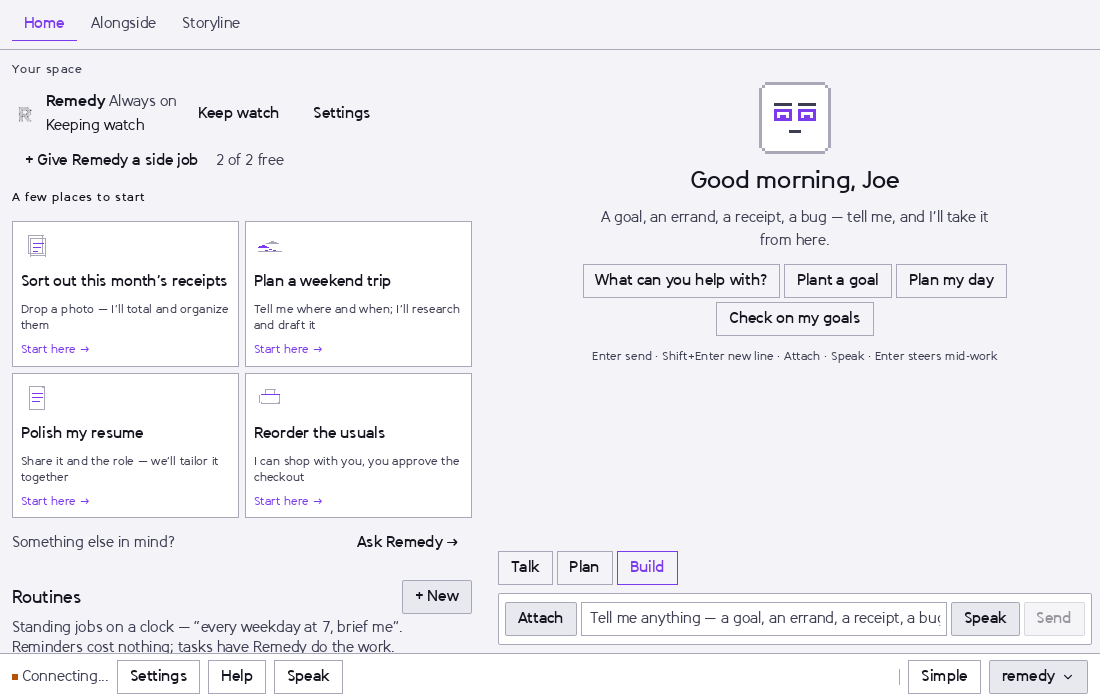 Home Alongside Storyline
Your space
R
Remedy Always on
Keeping watch
Keep watch
Settings
+ Give Remedy a side job 2 of 2 free
A few places to start
Sort out this month's receipts
Drop a photo — I'll total and organize
them
Start here →
Plan a weekend trip
Tell me where and when; I'll research
and draft it
Start here →
Polish my resume
Share it and the role — we'll tailor it
together
Start here →
Reorder the usuals
I can shop with you, you approve the
checkout
Start here →
Something else in mind? Ask Remedy →
Routines + New
Standing jobs on a clock — “every weekday at 7, brief me”.
Reminders cost nothing; tasks have Remedy do the work.
Good morning, Joe
A goal, an errand, a receipt, a bug — tell me, and I'll take it
from here.
What can you help with? Plant a goal Plan my day
Check on my goals
Enter send · Shift+Enter new line · Attach · Speak · Enter steers mid-work
Talk Plan Build
Attach Tell me anything — a goal, an errand, a receipt, a bug Speak Send
Connecting... Settings Help Speak Simple remedy